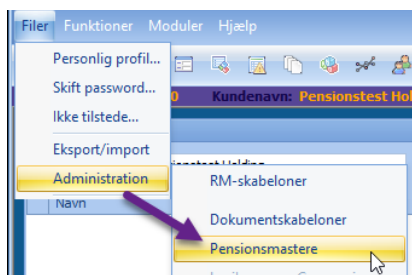 Filer Funktioner Moduler Hjælp
Personlig profil...
Skift password...
0 Kundenavn: Pensionstest Hol
Ikke tilstede...
Eksport/import
Holding
Administration
RM-skabeloner
Navn
Dokumentskabeloner
Pensionsmastere